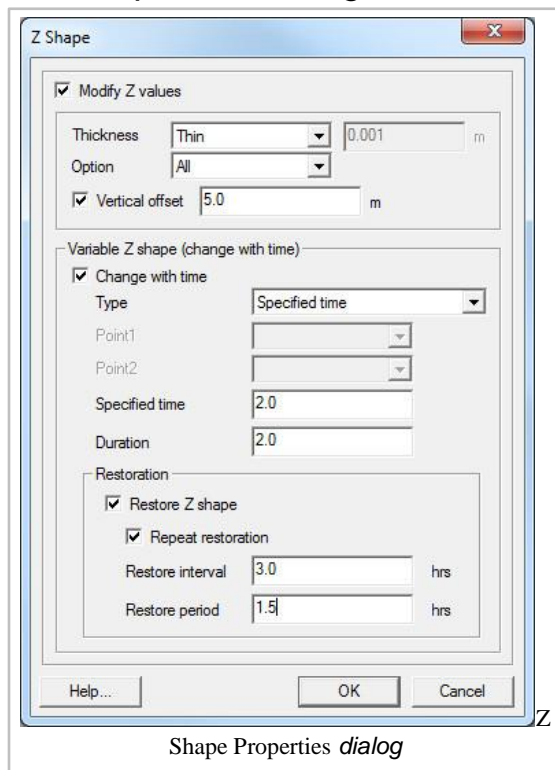 Z Shape
Modify Z values
Thickness Thin 0.001 m
Option All
Vertical offset 5.0 m
Variable Z shape (change with time)
Change with time
Type Specified time
Point1
Point2
Specified time 2.0
Duration 2.0
Restoration
Restore Z shape
Repeat restoration
Restore interval 3.0 hrs
Restore period 1.5 hrs
Help... OK Cancel
Z
Shape Properties dialog